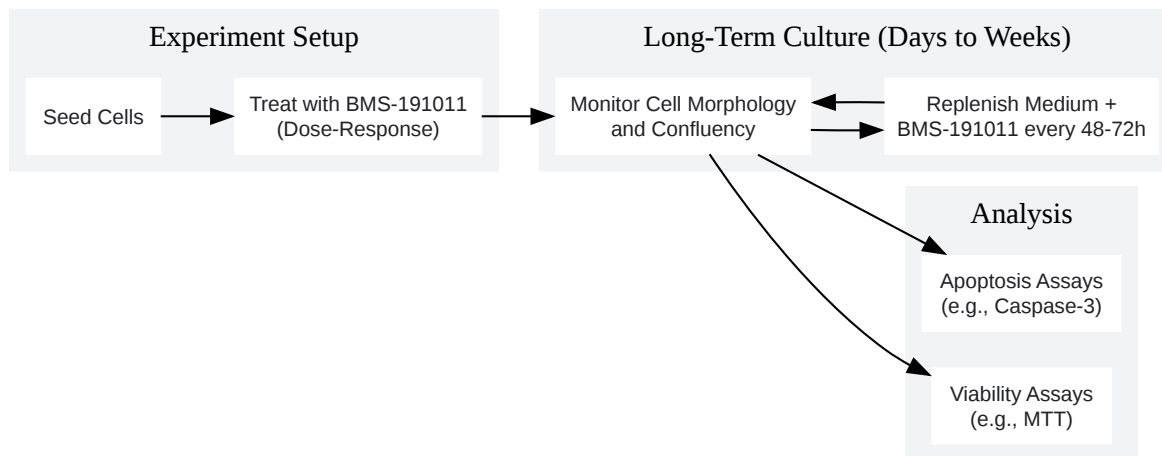 Experiment Setup
Seed Cells
Treat with BMS-191011
(Dose-Response)
Long-Term Culture (Days to Weeks)
Monitor Cell Morphology
and Confluency
Replenish Medium +
BMS-191011 every 48-72h
Analysis
Apoptosis Assays
(e.g., Caspase-3)
Viability Assays
(e.g., MTT)